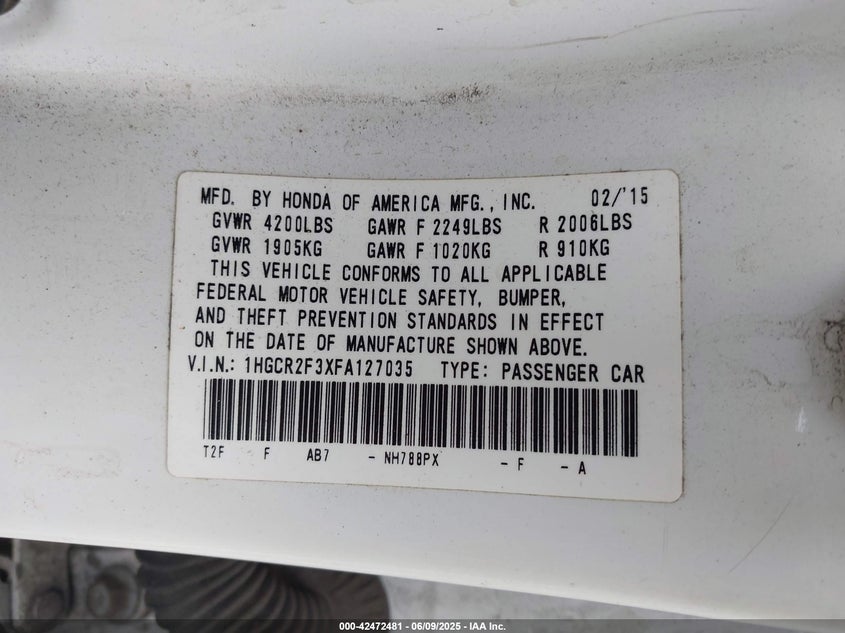 MFD. BY HONDA OF AMERICA MFG., INC. 02/'15
GVWR 4200LBS GAWR F 2249LBS R 2006LBS
GVWR 1905KG GAWR F 1020KG R 910KG
THIS VEHICLE CONFORMS TO ALL APPLICABLE
FEDERAL MOTOR VEHICLE SAFETY, BUMPER,
AND THEFT PREVENTION STANDARDS IN EFFECT
ON THE DATE OF MANUFACTURE SHOWN ABOVE.
V.I.N.: 1HGCR2F3XFA127035 TYPE: PASSENGER CAR
T2F F AB7 - NH788PX - F - A
000-42472481 - 06/09/2025 - IAA Inc.